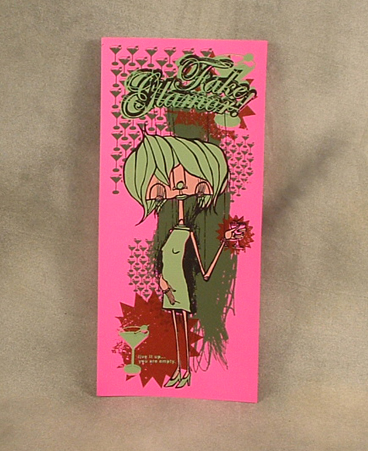 Fake
Glamour!
live it up...
you are empty.